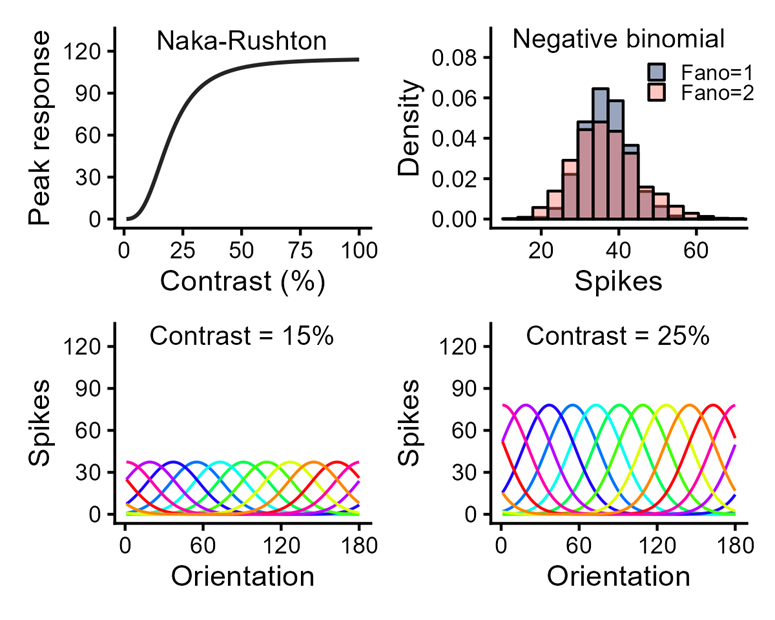 Naka-Rushton
Peak response
120
90
60
30
0
0 25 50 75 100
Contrast (%)
Negative binomial
Fano=1
Fano=2
Density
0.08
0.06
0.04
0.02
0.00
20 40 60
Spikes
Contrast = 15%
Spikes
120
90
60
30
0
0 60 120 180
Orientation
Contrast = 25%
Spikes
120
90
60
30
0
0 60 120 180
Orientation